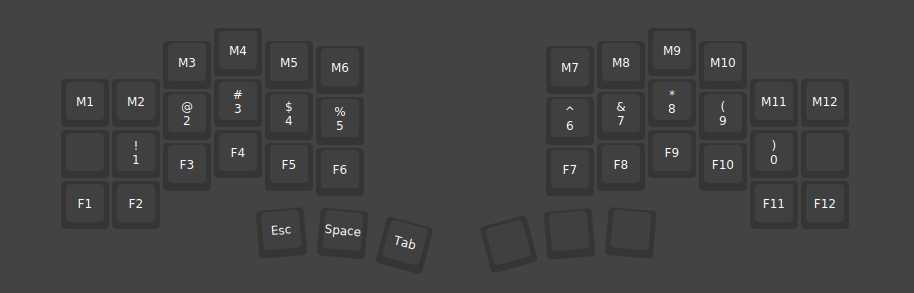 M1 M2 M3 M4 M5 M6 M7 M8 M9 M10 M11 M12
! @ # $ % ^ & * ( )
1 2 3 4 5 6 7 8 9 0
F1 F2 F3 F4 F5 F6 F7 F8 F9 F10 F11 F12
Esc Space Tab